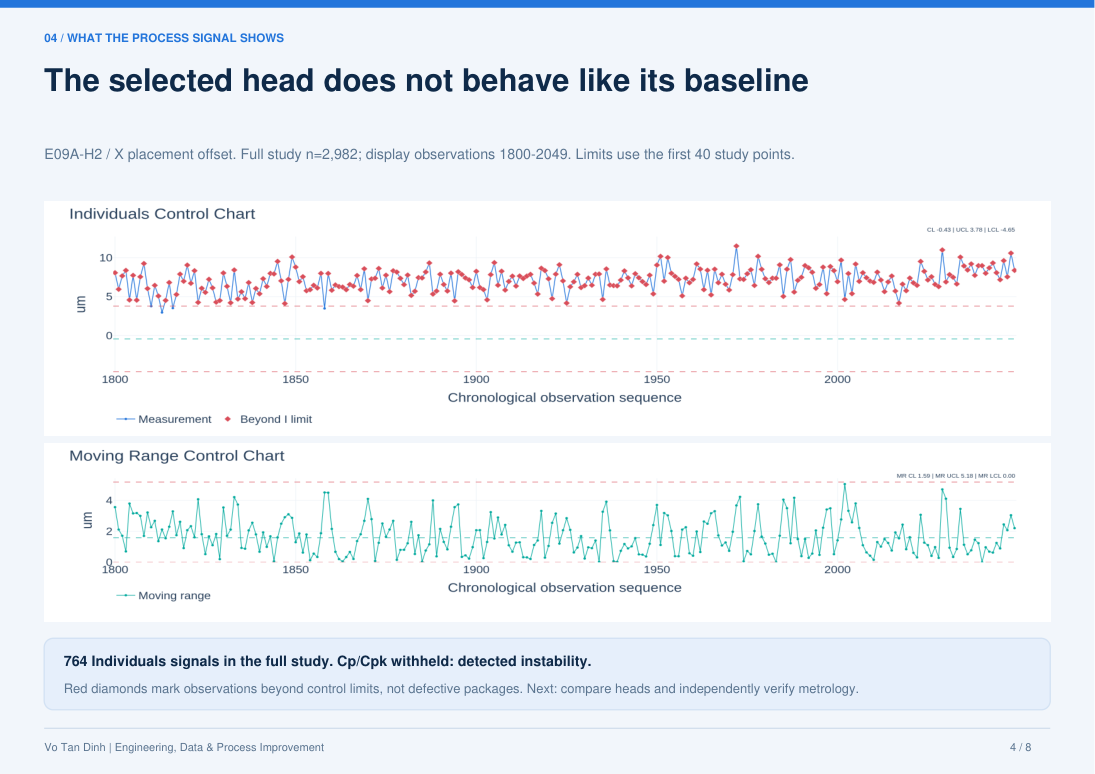 04 / WHAT THE PROCESS SIGNAL SHOWS
The selected head does not behave like its baseline
E09A-H2 / X placement offset. Full study n=2,982; display observations 1800-2049. Limits use the first 40 study points.
Individuals Control Chart
CL -0.43 | UCL 3.78 | LCL -4.65
10
5
0
um
1800 1850 1900 1950 2000
Chronological observation sequence
Measurement Beyond I limit
Moving Range Control Chart
MR CL 1.59 | MR UCL 5.18 | MR LCL 0.00
4
2
0
um
1800 1850 1900 1950 2000
Chronological observation sequence
Moving range
764 Individuals signals in the full study. Cp/Cpk withheld: detected instability.
Red diamonds mark observations beyond control limits, not defective packages. Next: compare heads and independently verify metrology.
Vo Tan Dinh | Engineering, Data & Process Improvement 4 / 8